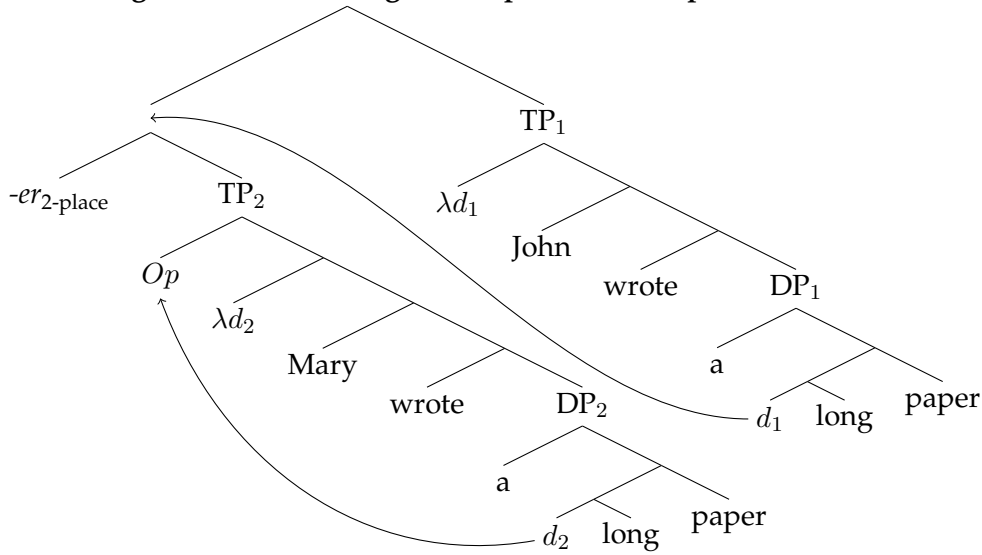 TP₁
-er₂₋ₚₗₐcₑ TP₂ λd₁
John
Op wrote DP₁
λd₂
Mary a
wrote DP₂ d₁ long paper
a
d₂ long paper